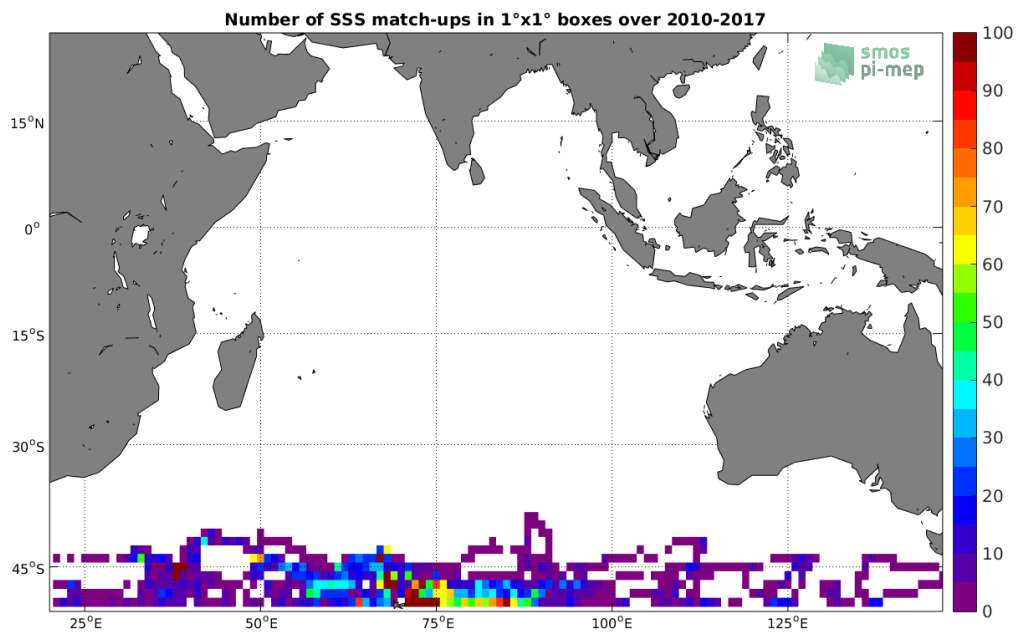 Number of SSS match-ups in 1°x1° boxes over 2010-2017
smos
pi-mep
15°N
0°
15°S
30°S
45°S
25°E
50°E
75°E
100°E
125°E
100
90
80
70
60
50
40
30
20
10
0